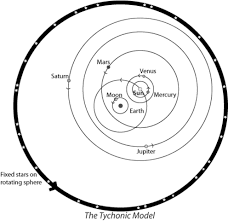 Mars
Venus
Saturn
Sun
Mercury
Moon
Earth
Jupiter
Fixed stars on
rotating sphere
The Tychonic Model